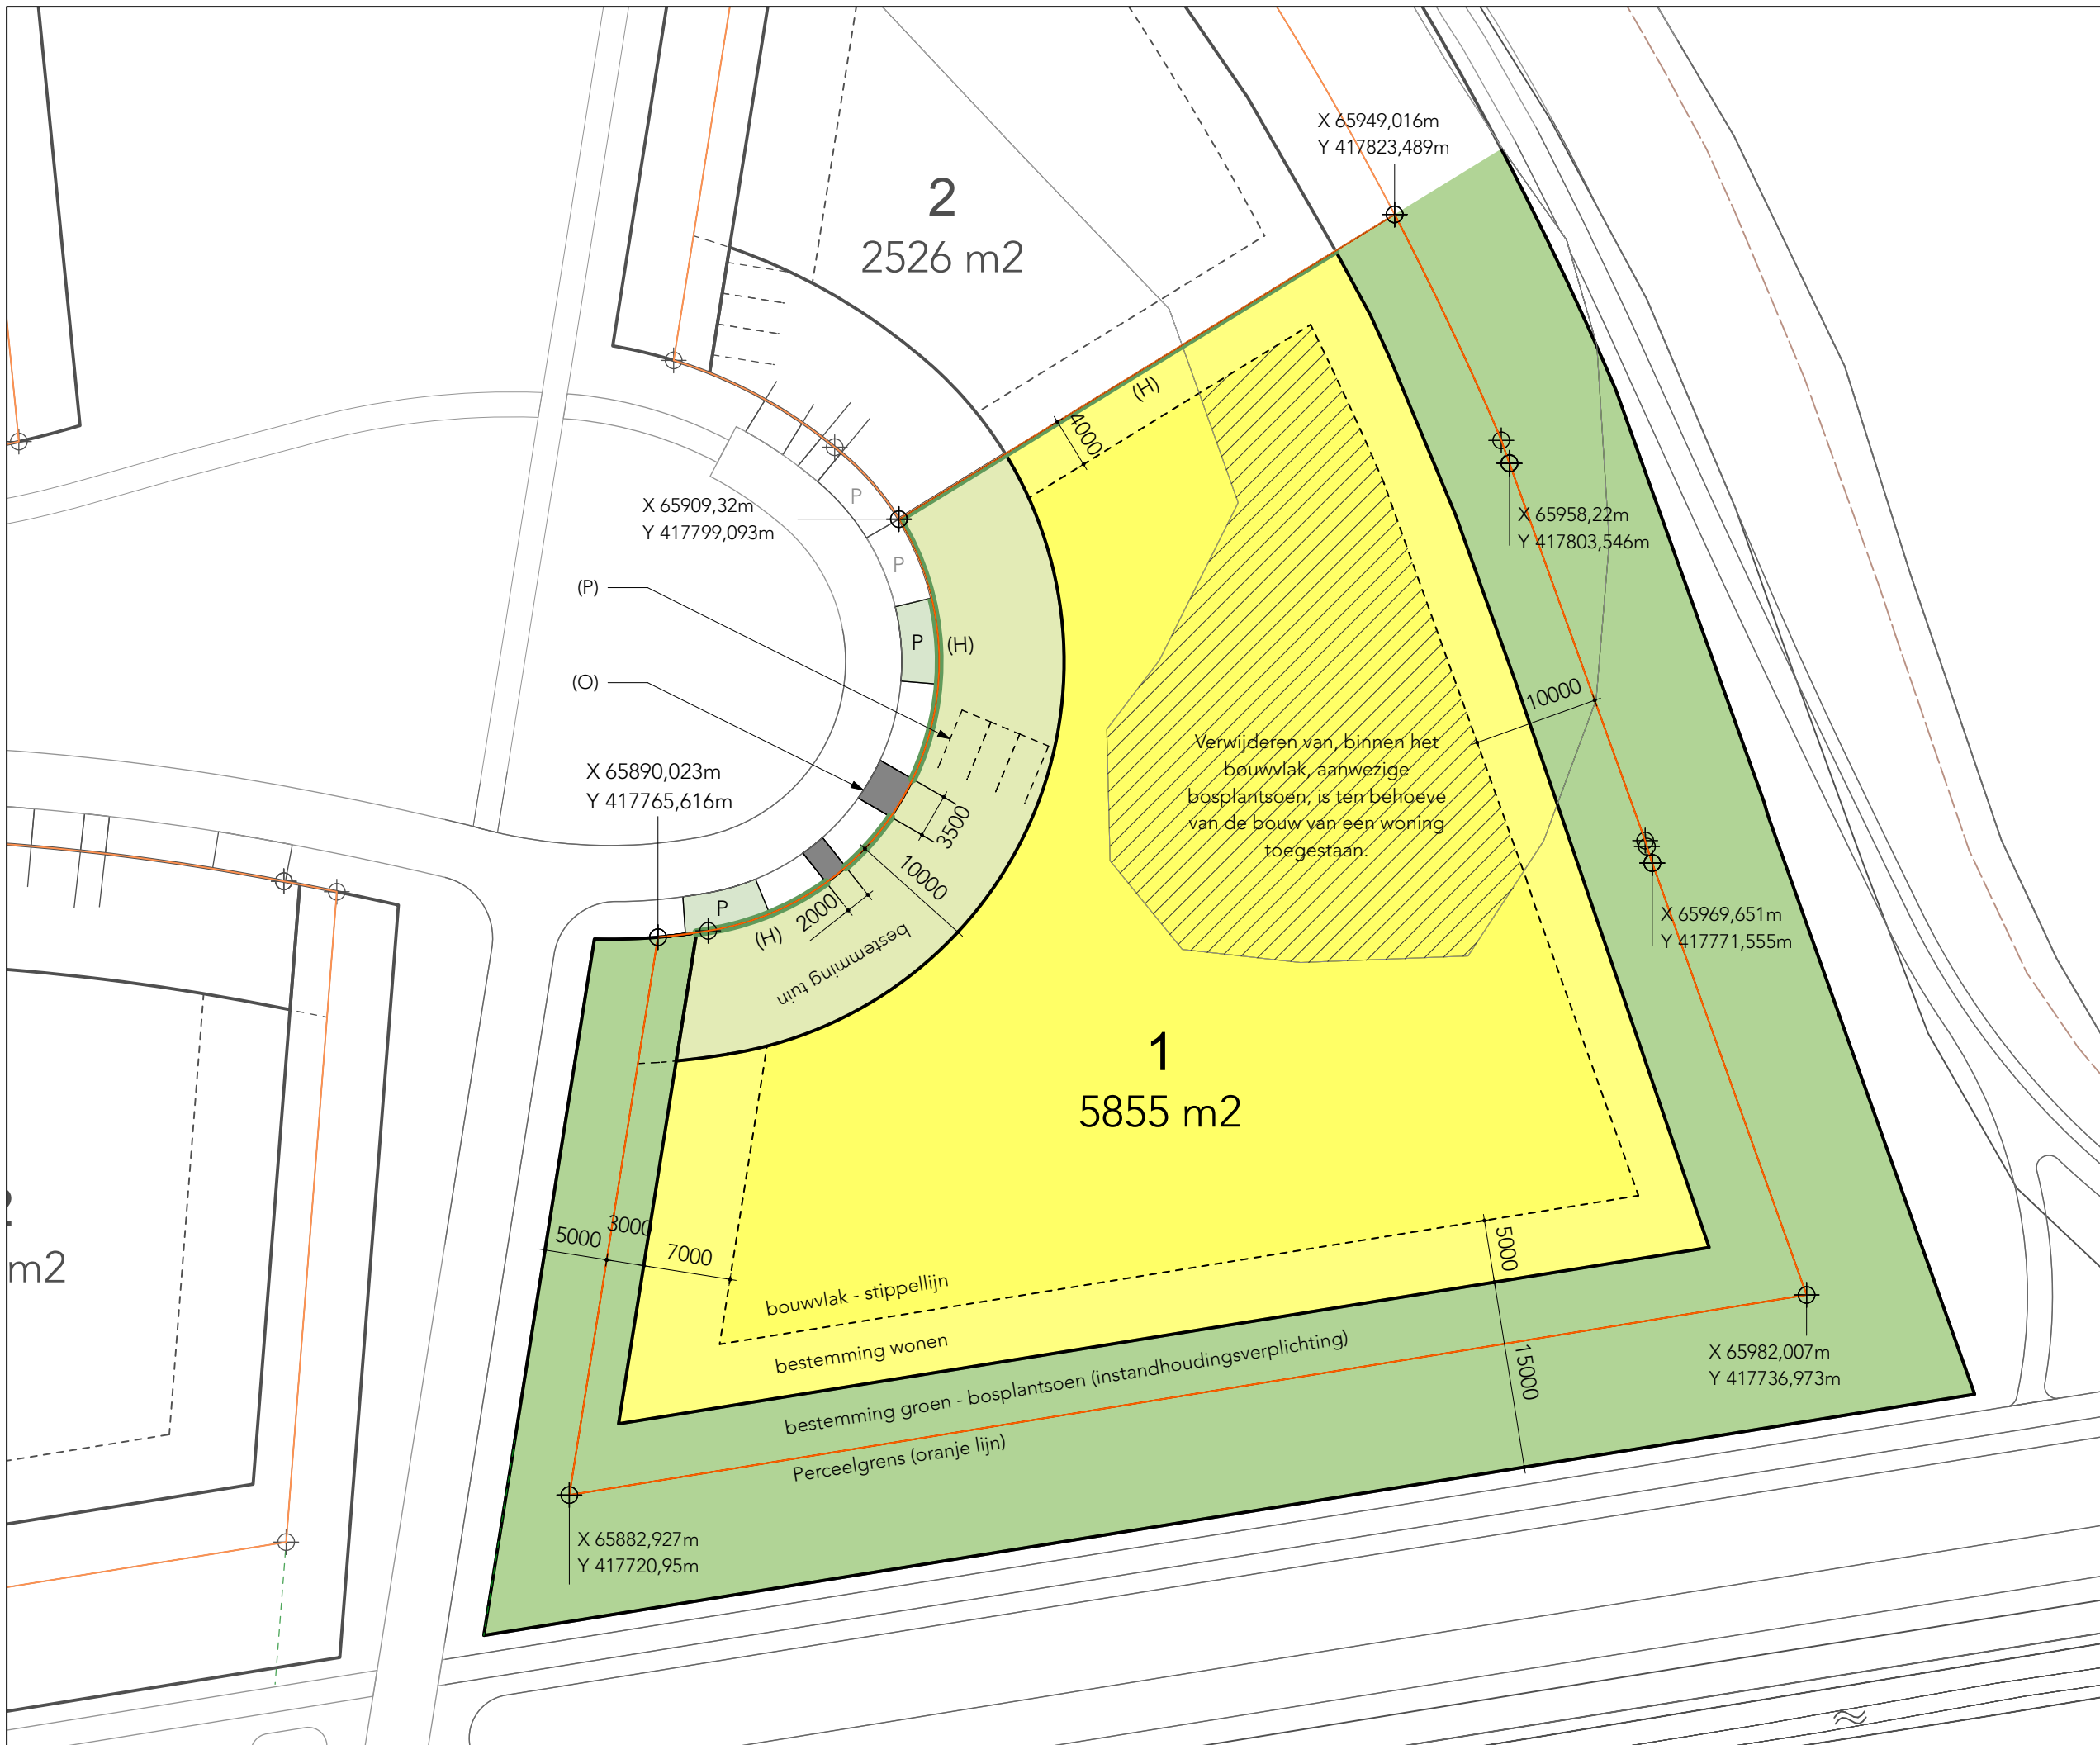 X 65949,016m
Y 417823,489m
2
2526 m2
(H)
4000
X 65909,32m
Y 417799,093m
P
P
X 65958,22m
Y 417803,546m
(P)
P
(H)
(O)
10000
Verwijderen van, binnen het
bouwvlak, aanwezige
bosplantsoen, is ten behoeve
van de bouw van een woning
toegestaan.
X 65890,023m
Y 417765,616m
3500
10000
2000
P
(H)
bestemming tuin
X 65969,651m
Y 417771,555m
1
5855 m2
m2
5000
3000
7000
5000
bouwvlak - stippellijn
bestemming wonen
bestemming groen - bosplantsoen (instandhoudingsverplichting)
15000
Perceelgrens (oranje lijn)
X 65982,007m
Y 417736,973m
X 65882,927m
Y 417720,95m